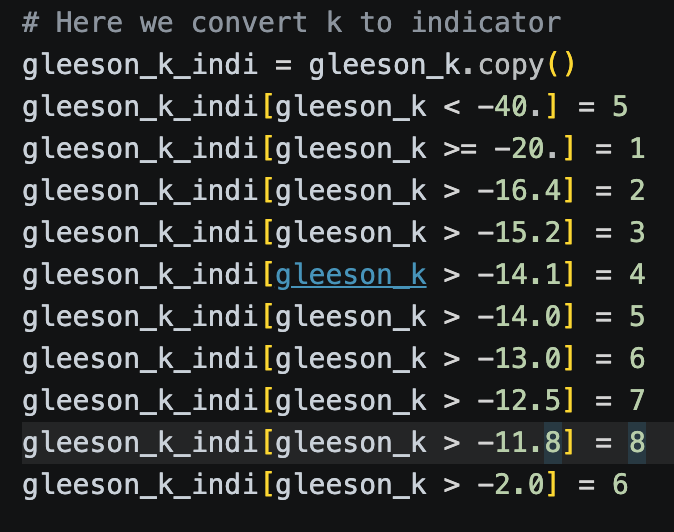 # Here we convert k to indicator
gleeson_k_indi = gleeson_k.copy()
gleeson_k_indi[gleeson_k < -40.] = 5
gleeson_k_indi[gleeson_k >= -20.] = 1
gleeson_k_indi[gleeson_k > -16.4] = 2
gleeson_k_indi[gleeson_k > -15.2] = 3
gleeson_k_indi[gleeson_k > -14.1] = 4
gleeson_k_indi[gleeson_k > -14.0] = 5
gleeson_k_indi[gleeson_k > -13.0] = 6
gleeson_k_indi[gleeson_k > -12.5] = 7
gleeson_k_indi[gleeson_k > -11.8] = 8
gleeson_k_indi[gleeson_k > -2.0] = 6